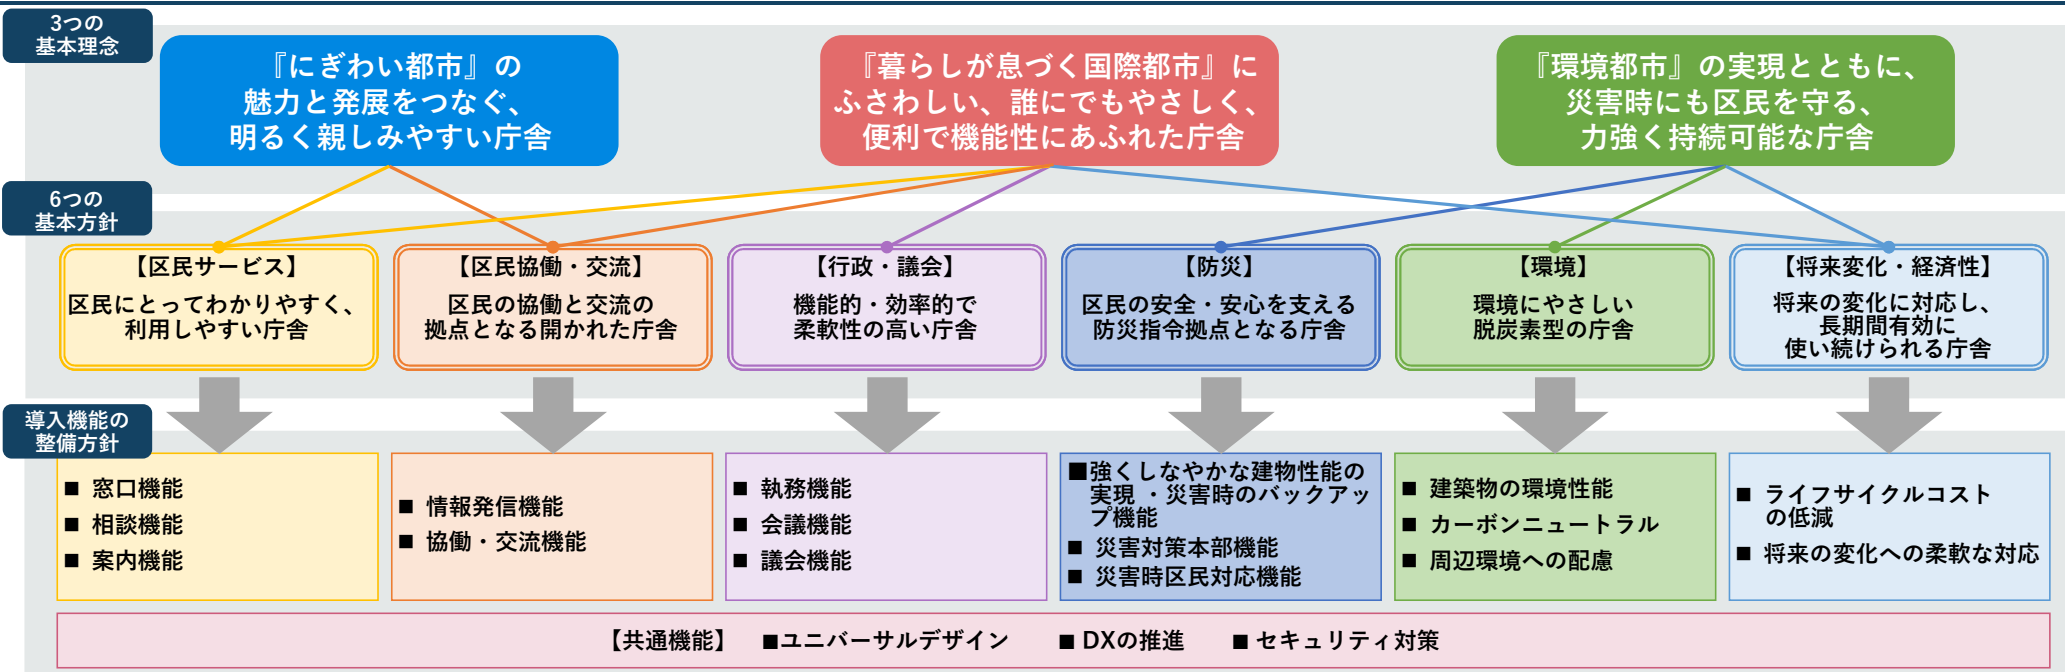 3つの
基本理念
『にぎわい都市』の
魅力と発展をつなぐ、
明るく親しみやすい庁舎
『暮らしが息づく国際都市』に
ふさわしい、誰にでもやさしく、
便利で機能性にあふれた庁舎
『環境都市』の実現とともに、
災害時にも区民を守る、
力強く持続可能な庁舎
6つの
基本方針
【区民サービス】
区民にとってわかりやすく、
利用しやすい庁舎
【区民協働・交流】
区民の協働と交流の
拠点となる開かれた庁舎
【行政・議会】
機能的・効率的で
柔軟性の高い庁舎
【防災】
区民の安全・安心を支える
防災指令拠点となる庁舎
【環境】
環境にやさしい
脱炭素型の庁舎
【将来変化・経済性】
将来の変化に対応し、
長期間有効に
使い続けられる庁舎
導入機能の
整備方針
■ 窓口機能
■ 相談機能
■ 案内機能
■ 情報発信機能
■ 協働・交流機能
■ 執務機能
■ 会議機能
■ 議会機能
■強くしなやかな建物性能の
実現 ・災害時のバックアッ
プ機能
■ 災害対策本部機能
■ 災害時区民対応機能
■ 建築物の環境性能
■ カーボンニュートラル
■ 周辺環境への配慮
■ ライフサイクルコスト
の低減
■ 将来の変化への柔軟な対応
【共通機能】 ■ユニバーサルデザイン ■ DXの推進 ■ セキュリティ対策